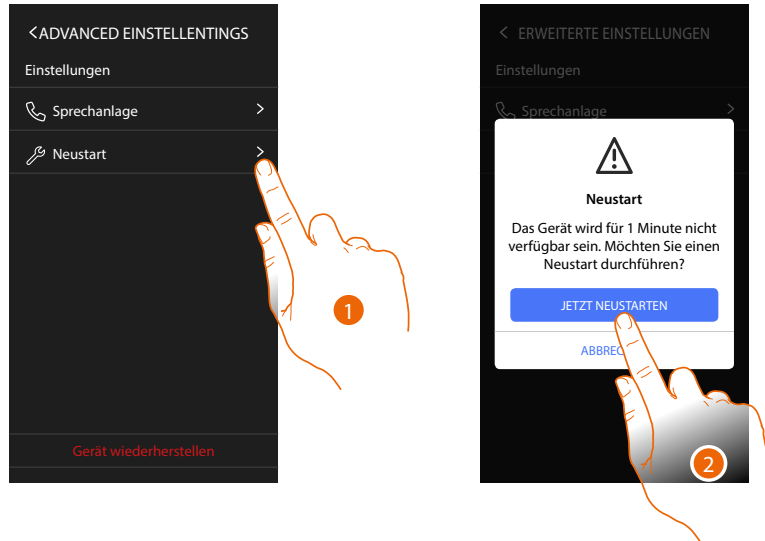 ADVANCED EINSTELLENTINGS
Einstellungen
Sprechanlage
Neustart
Gerät wiederherstellen
1
ERWEITERTE EINSTELLUNGEN
Einstellungen
Sprechanlage
Neustart
Das Gerät wird für 1 Minute nicht
verfügbar sein. Möchten Sie einen
Neustart durchführen?
JETZT NEUSTARTEN
ABBREC
2